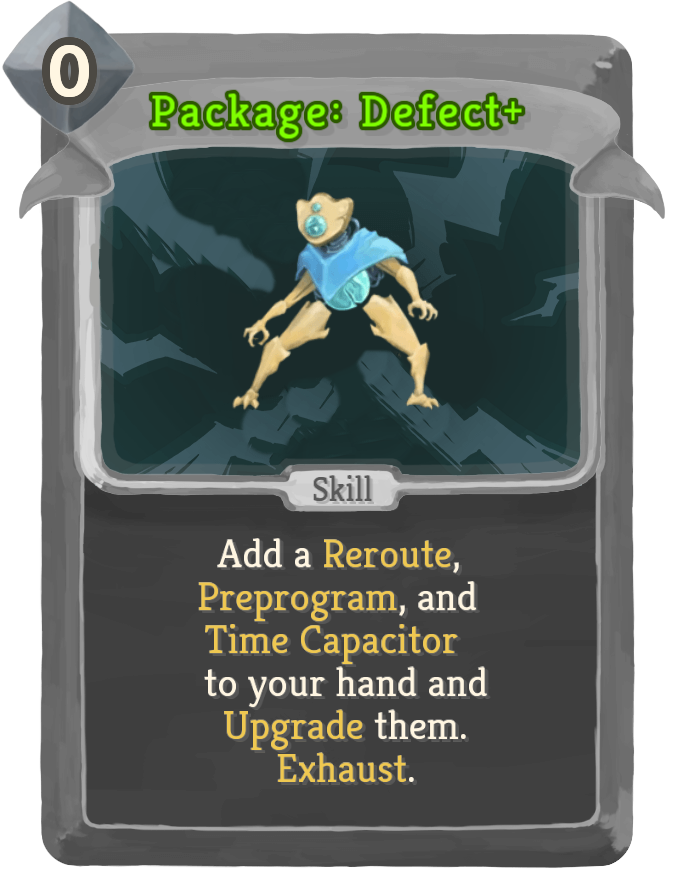 0
Package: Defect+
Skill
Add a Reroute,
Preprogram, and
Time Capacitor
to your hand and
Upgrade them.
Exhaust.